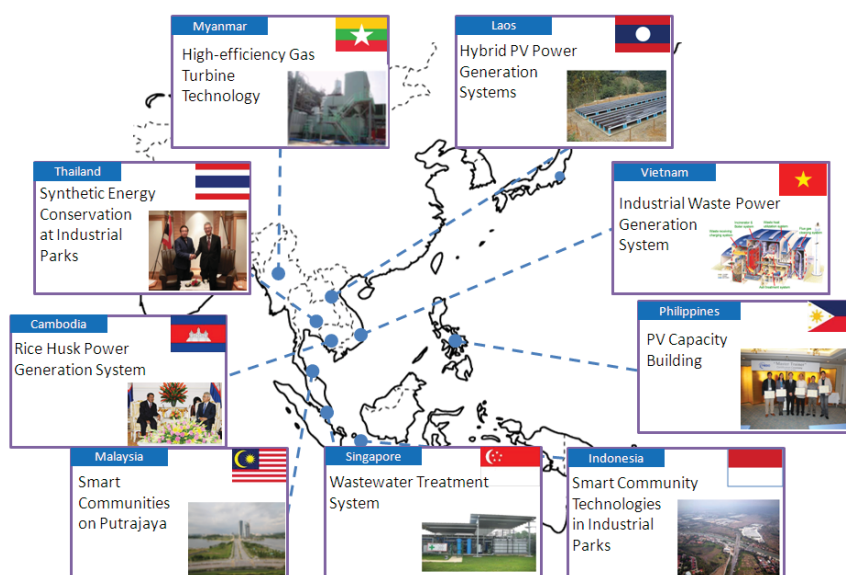 Myanmar
High-efficiency Gas
Turbine
Technology
Laos
Hybrid PV Power
Generation
Systems
Thailand
Synthetic Energy
Conservation
at Industrial
Parks
Vietnam
Industrial Waste Power
Generation
System
Cambodia
Rice Husk Power
Generation System
Philippines
PV Capacity
Building
Malaysia
Smart
Communities
on Putrajaya
Singapore
Wastewater Treatment
System
Indonesia
Smart Community
Technologies
in Industrial
Parks